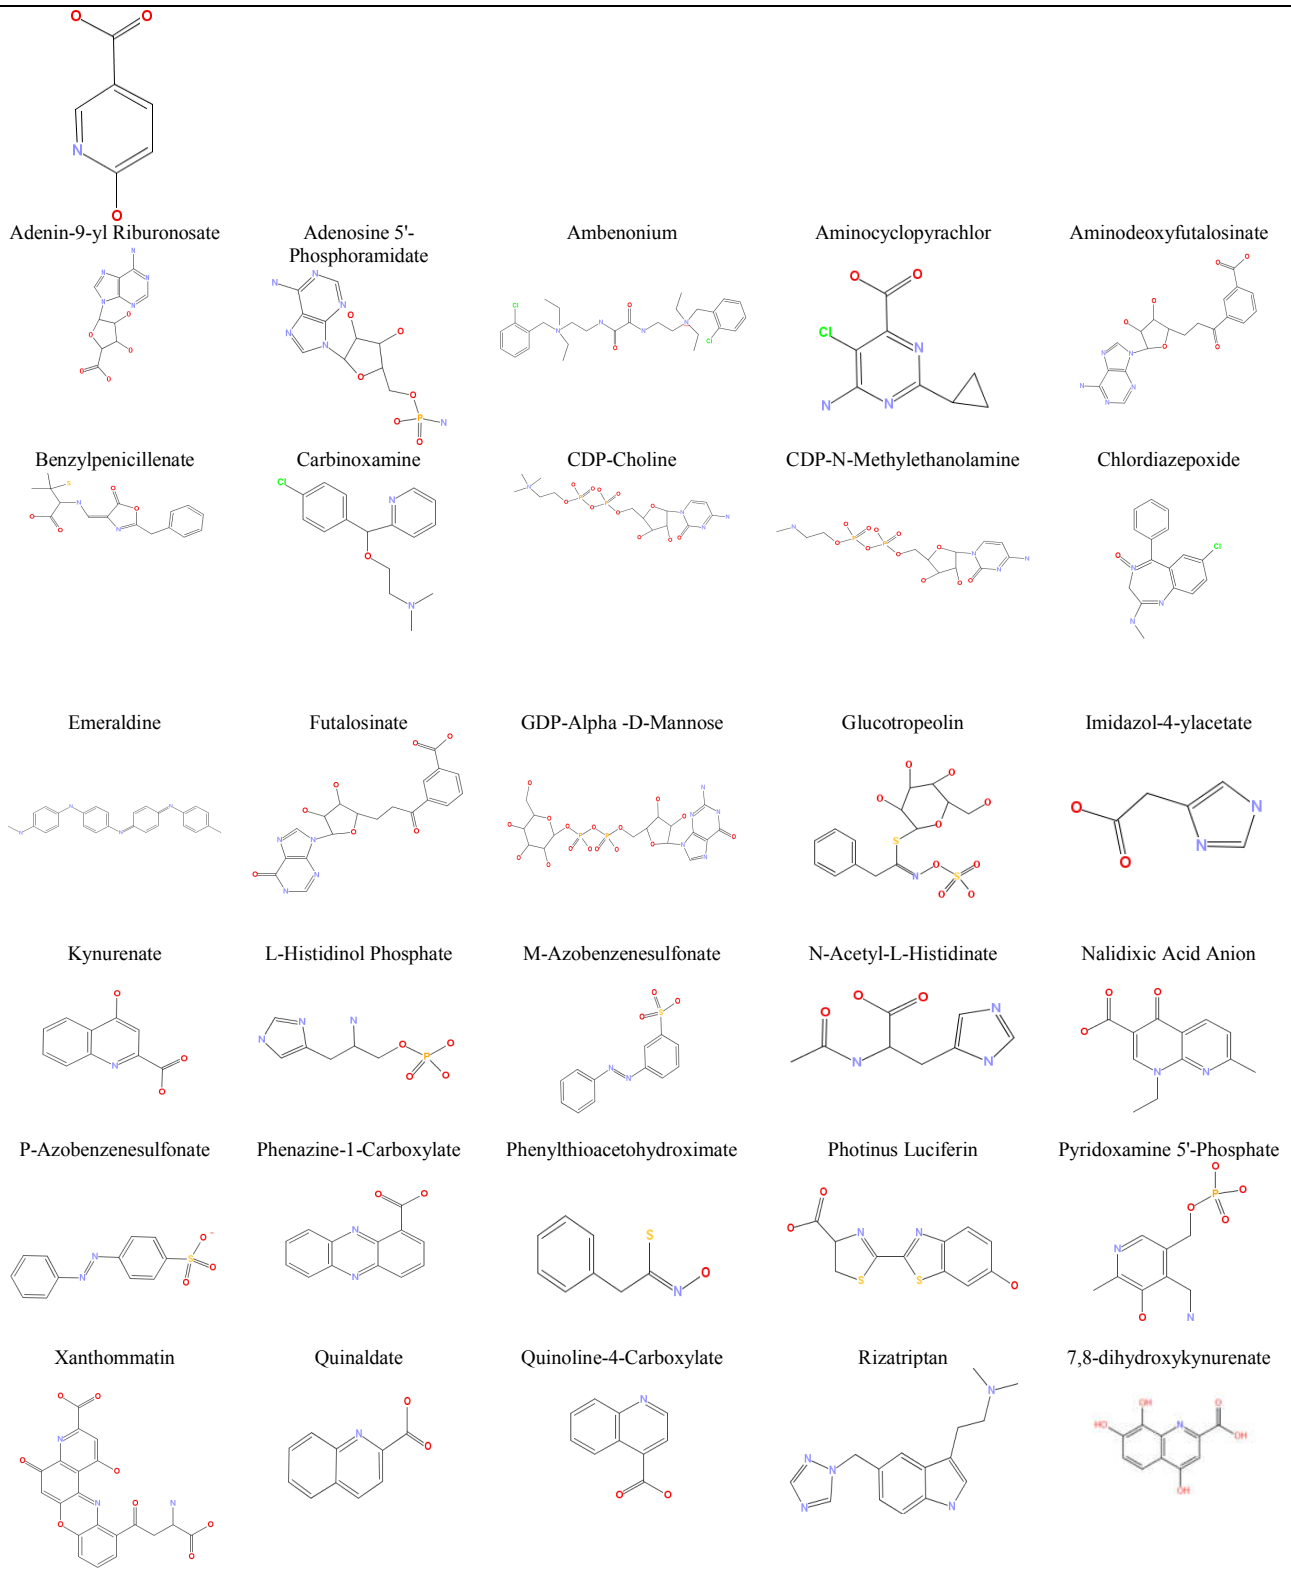 Adenin-9-yl Riburonosate
Adenosine 5'-
Phosphoramidate
Ambenonium
Aminocyclopyrachlor
Aminodeoxyfutalosinate
Benzylpenicillenate
Carbinoxamine
CDP-Choline
CDP-N-Methylethanolamine
Chlordiazepoxide
Emeraldine
Futalosinate
GDP-Alpha -D-Mannose
Glucotropeolin
Imidazol-4-ylacetate
Kynurenate
L-Histidinol Phosphate
M-Azobenzenesulfonate
N-Acetyl-L-Histidinate
Nalidixic Acid Anion
P-Azobenzenesulfonate
Phenazine-1-Carboxylate
Phenylthioacetohydroximate
Photinus Luciferin
Pyridoxamine 5'-Phosphate
Xanthommatin
Quinaldate
Quinoline-4-Carboxylate
Rizatriptan
7,8-dihydroxykynurenate